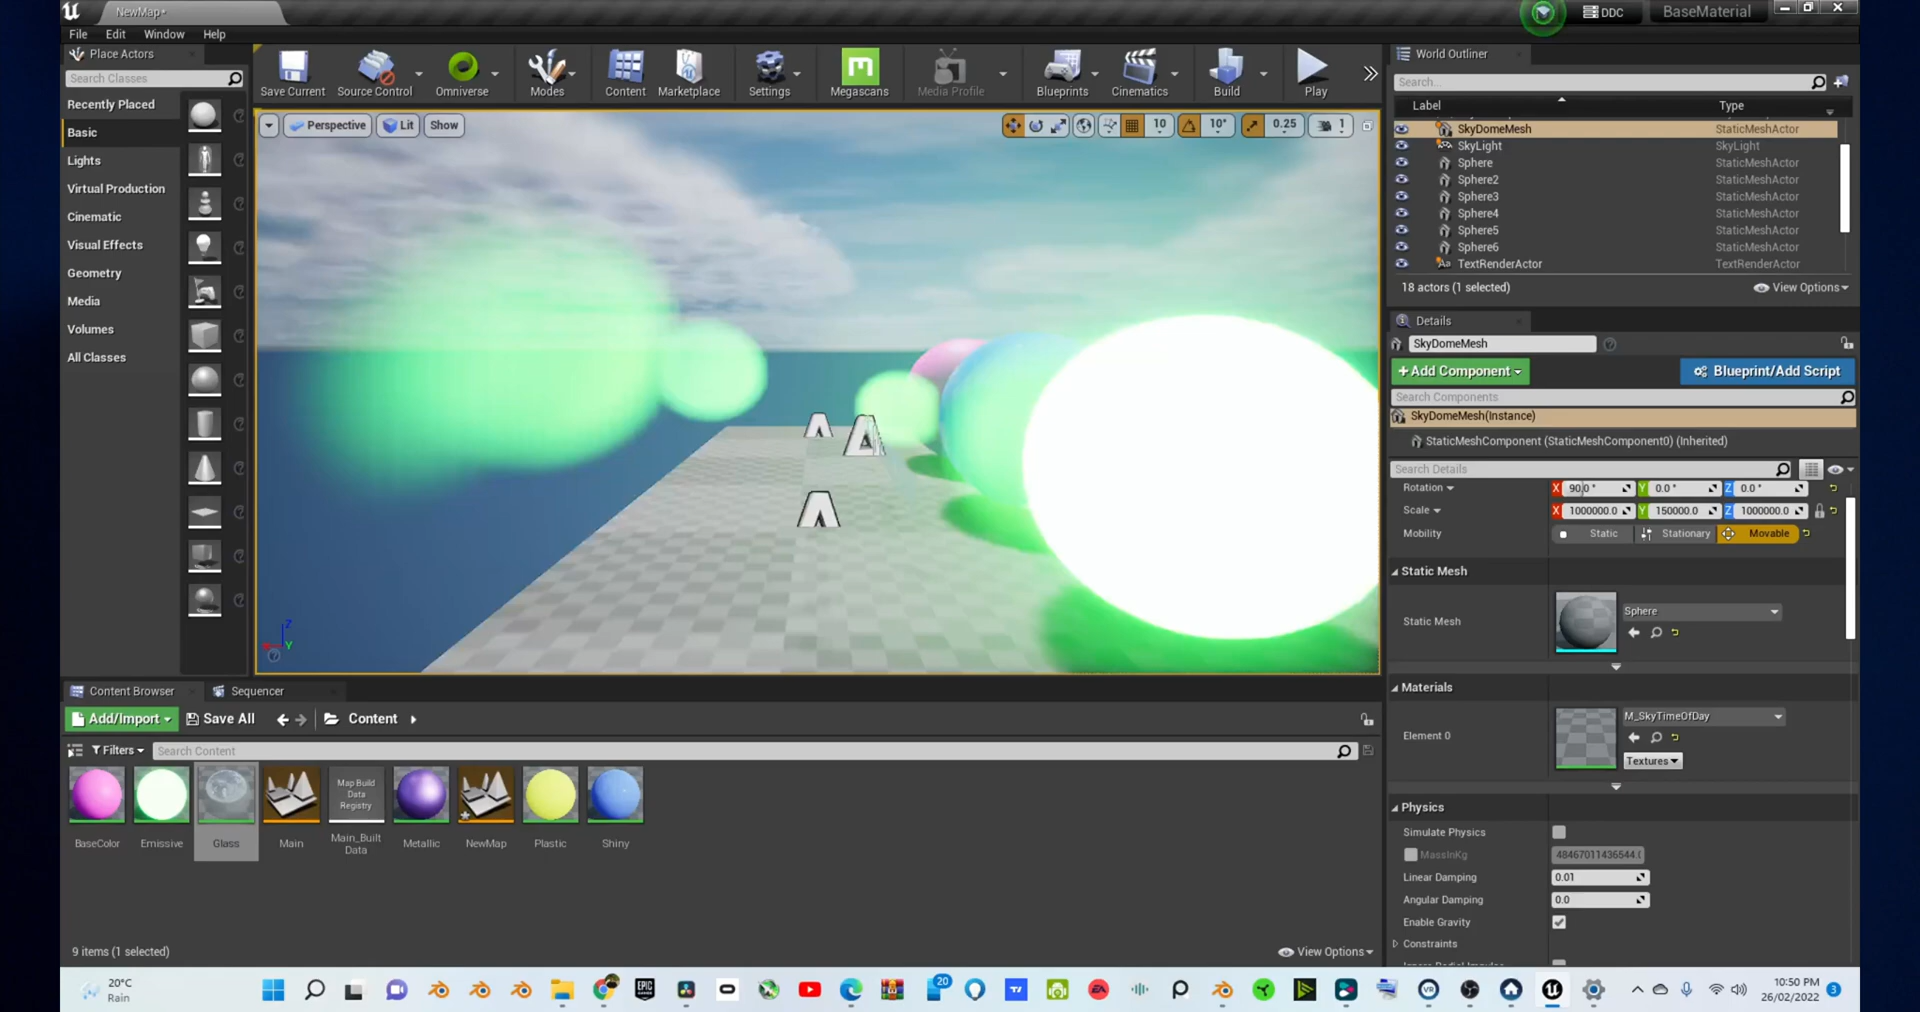 NewMap*
DDC
BaseMaterial
File Edit Window Help
Place Actors
Search Classes
Recently Placed
Basic
Lights
Virtual Production
Cinematic
Visual Effects
Geometry
Media
Volumes
All Classes
Save Current Source Control Omniverse Modes Content Marketplace Settings Megascans Media Profile Blueprints Cinematics Build Play
Perspective Lit Show
10 10° 0.25 1
Z
Y
World Outliner
Search...
Label Type
SkyDomeMesh StaticMeshActor
SkyLight SkyLight
Sphere StaticMeshActor
Sphere2 StaticMeshActor
Sphere3 StaticMeshActor
Sphere4 StaticMeshActor
Sphere5 StaticMeshActor
Sphere6 StaticMeshActor
TextRenderActor TextRenderActor
18 actors (1 selected) View Options
Details
SkyDomeMesh
+Add Component Blueprint/Add Script
Search Components
SkyDomeMesh(Instance)
StaticMeshComponent (StaticMeshComponent0) (Inherited)
Search Details
Rotation X 90.0 ° Y 0.0 ° Z 0.0 °
Scale X 1000000.0 Y 150000.0 Z 1000000.0
Mobility Static Stationary Movable
Static Mesh
Static Mesh Sphere
Materials
Element 0 M_SkyTimeOfDay
Textures
Physics
Simulate Physics
MassInKg 48467011436544.(
Linear Damping 0.01
Angular Damping 0.0
Enable Gravity
Constraints
Content Browser Sequencer
Add/Import Save All Content
Filters Search Content
Map Build
Data
Registry
BaseColor Emissive Glass Main Main_Built
Data Metallic NewMap Plastic Shiny
9 items (1 selected) View Options
20°C
Rain
EPIC
GAMES
20
EA
VR
10:50 PM
26/02/2022
3